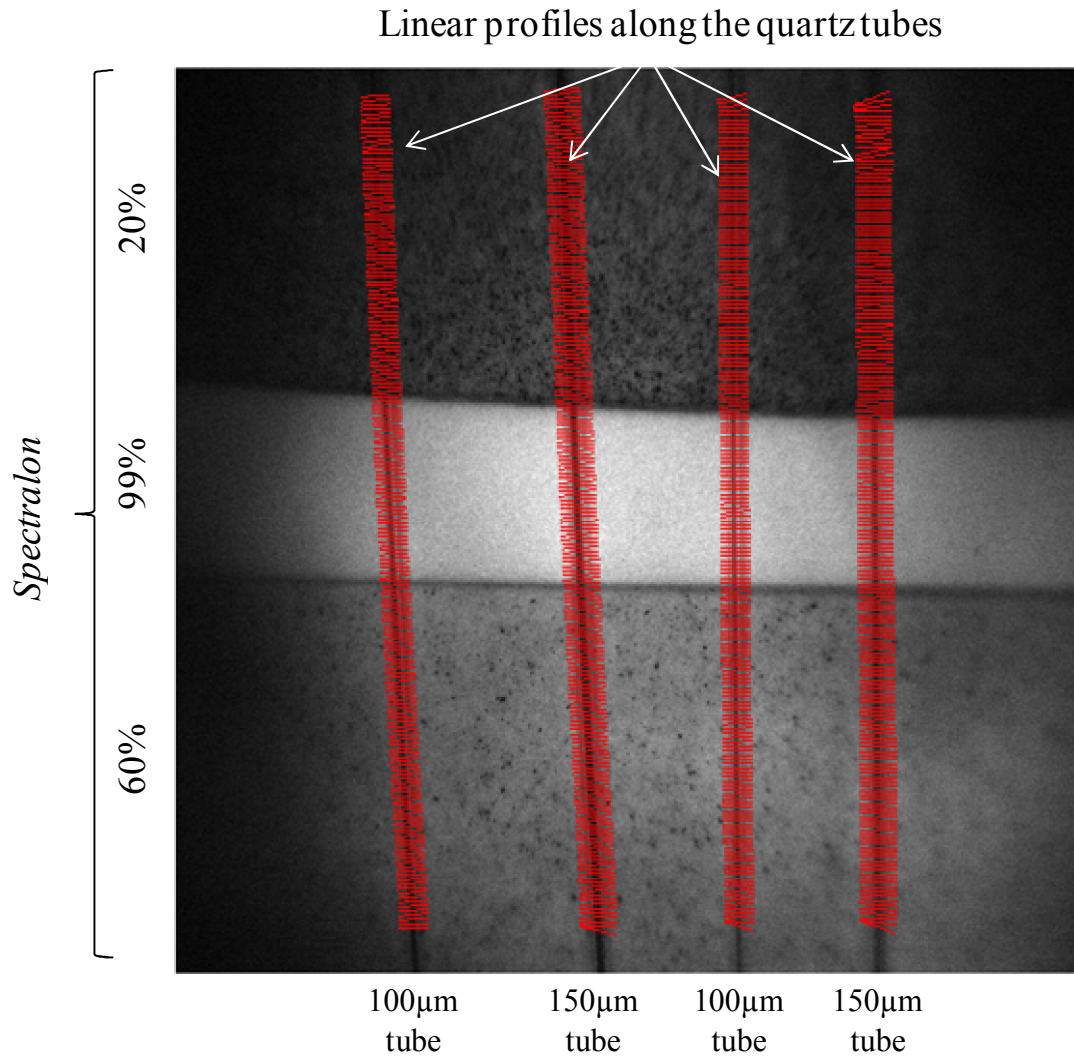 Linear profiles along the quartz tubes
20%
99%
60%
Spectralon
100µm
tube
150µm
tube
100µm
tube
150µm
tube